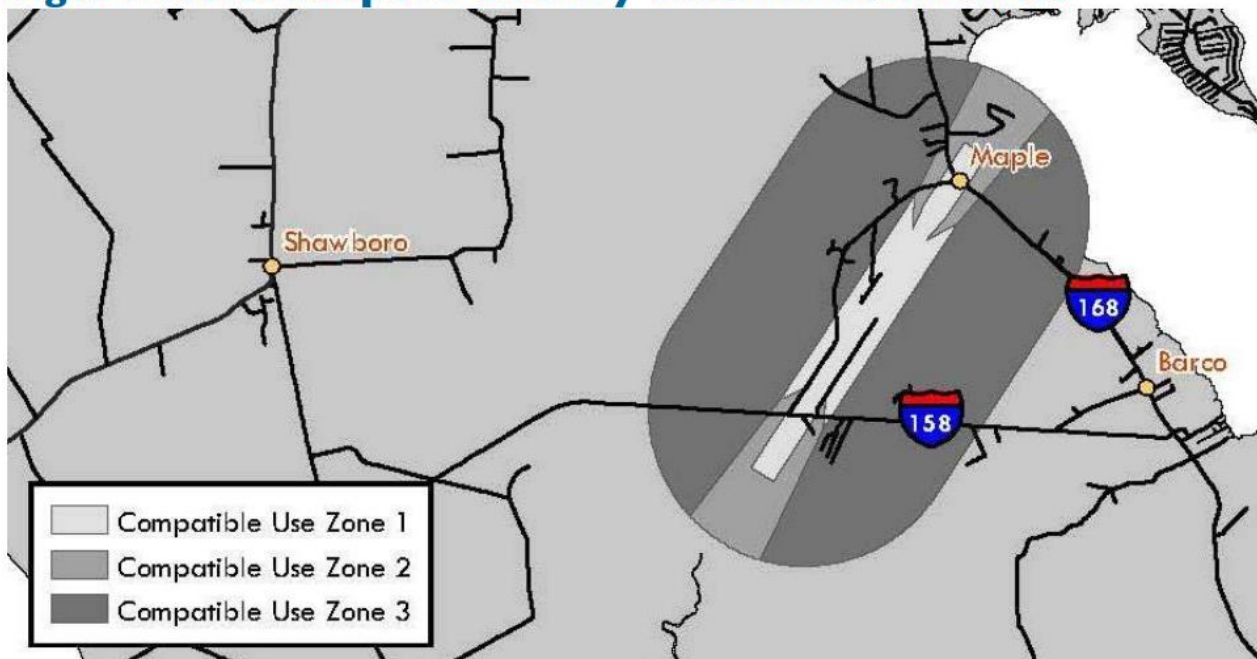 Maple
Shawboro
168
Barco
158
Compatible Use Zone 1
Compatible Use Zone 2
Compatible Use Zone 3